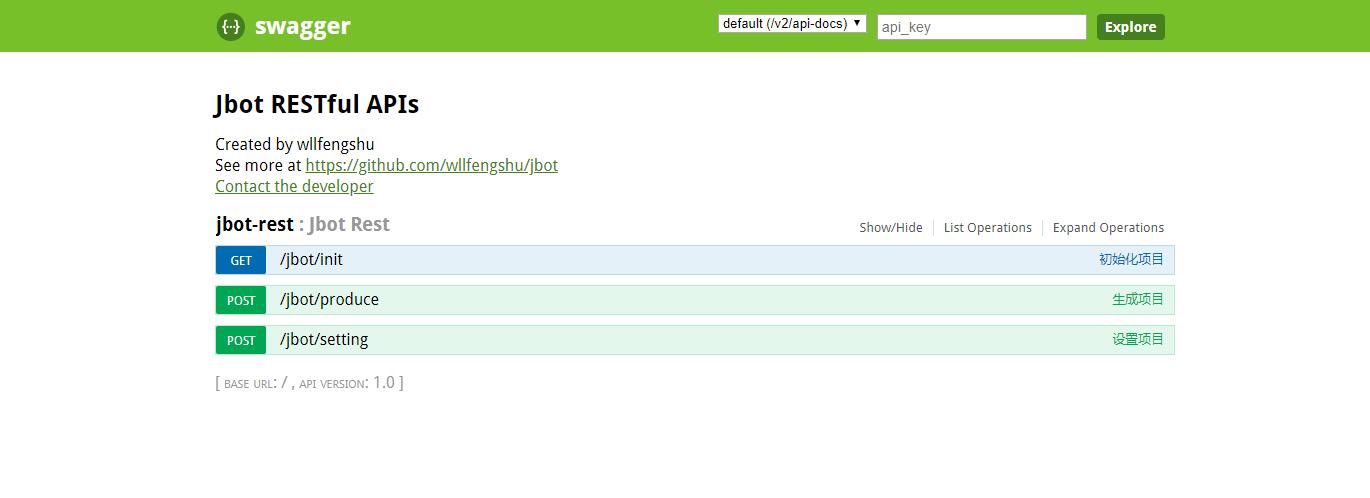 swagger default (/v2/api-docs) api_key Explore
Jbot RESTful APIs
Created by wllfengshu
See more at https://github.com/wllfengshu/jbot
Contact the developer
jbot-rest : Jbot Rest Show/Hide List Operations Expand Operations
GET /jbot/init 初始化项目
POST /jbot/produce 生成项目
POST /jbot/setting 设置项目
[ BASE URL: / , API VERSION: 1.0 ]